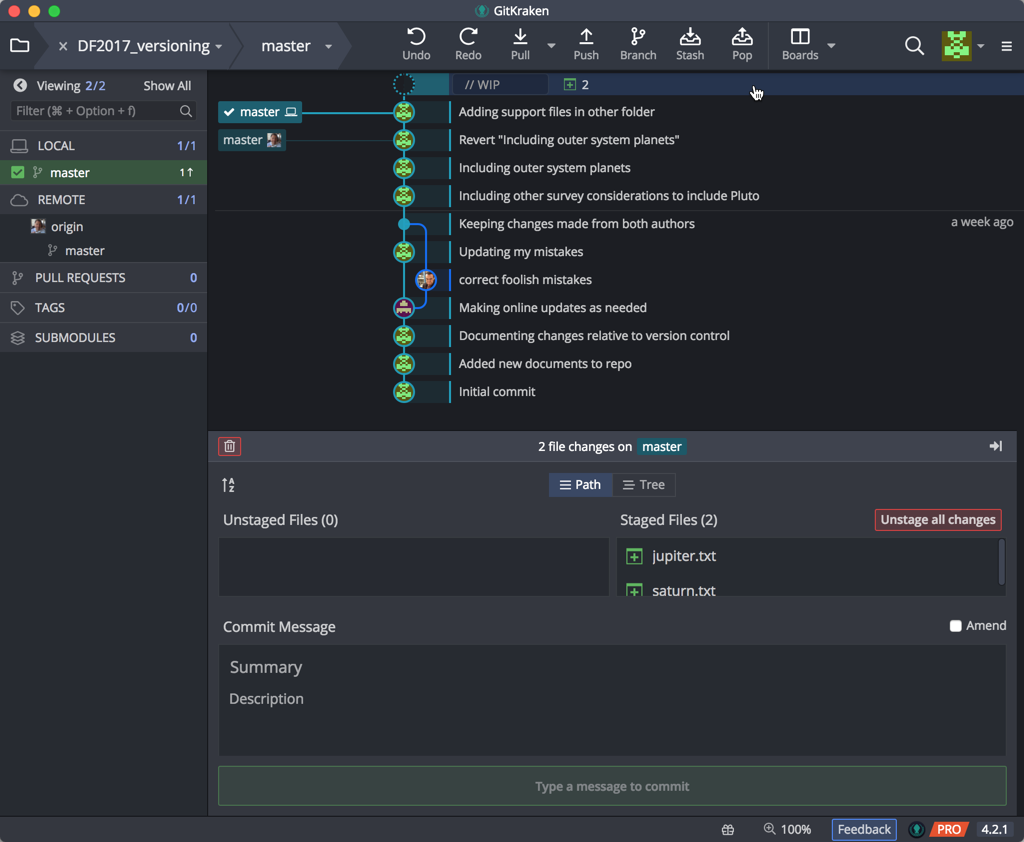 GitKraken
DF2017_versioning
master
Undo
Redo
Pull
Push
Branch
Stash
Pop
Boards
Viewing 2/2
Show All
Filter (⌘ + Option + f)
LOCAL 1/1
master 1↑
REMOTE 1/1
origin
master
PULL REQUESTS 0
TAGS 0/0
SUBMODULES 0
// WIP 2
master Adding support files in other folder
master Revert "Including outer system planets"
Including outer system planets
Including other survey considerations to include Pluto
Keeping changes made from both authors a week ago
Updating my mistakes
correct foolish mistakes
Making online updates as needed
Documenting changes relative to version control
Added new documents to repo
Initial commit
2 file changes on master
Path Tree
Unstaged Files (0)
Staged Files (2)
Unstage all changes
jupiter.txt
saturn.txt
Commit Message
Amend
Summary
Description
Type a message to commit
100%
Feedback
PRO
4.2.1